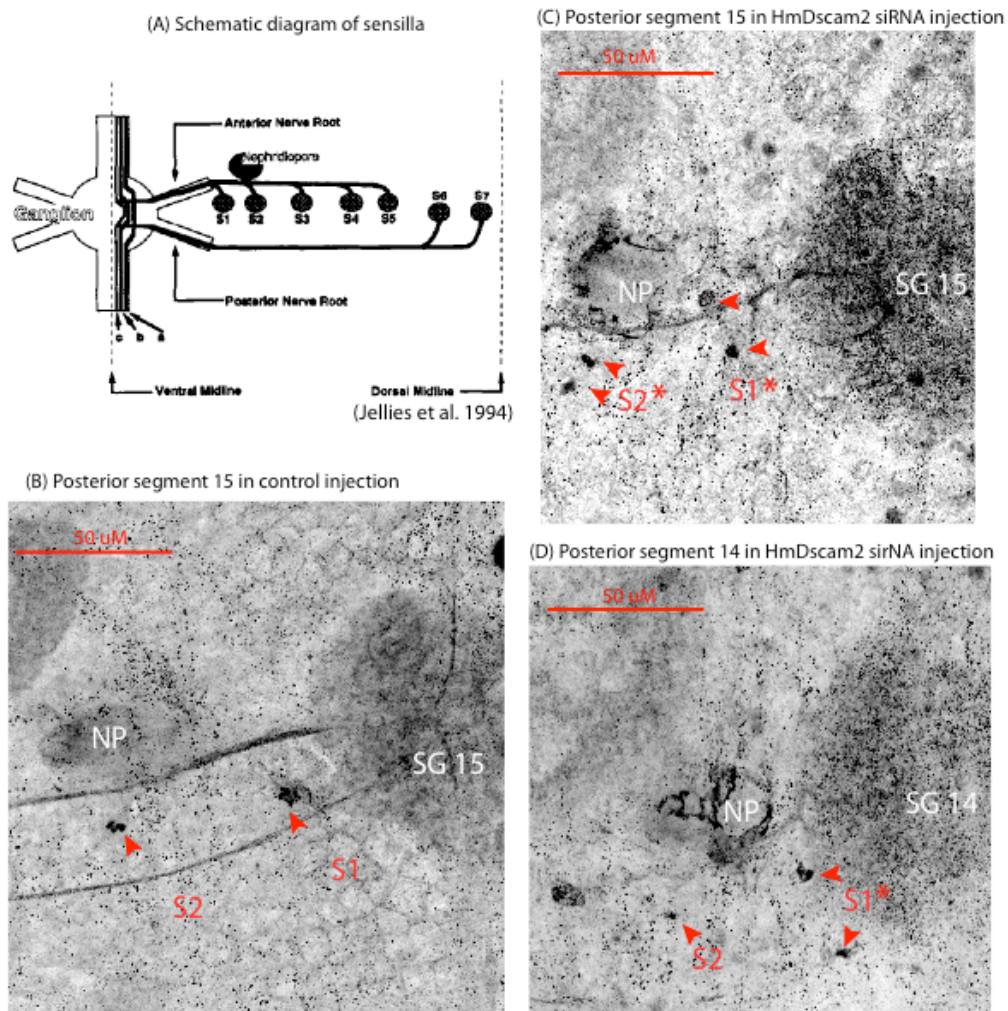 (A) Schematic diagram of sensilla
Anterior Nerve Root
Nephridiopore
Ganglion
S1 S2 S3 S4 S5 S6 S7
Posterior Nerve Root
c b a
Ventral Midline
Dorsal Midline
(Jellies et al. 1994)
(B) Posterior segment 15 in control injection
50 uM
NP
SG 15
S1
S2
(C) Posterior segment 15 in HmDscam2 siRNA injection
50 uM
NP
SG 15
S1*
S2*
(D) Posterior segment 14 in HmDscam2 sirNA injection
50 uM
NP
SG 14
S1*
S2